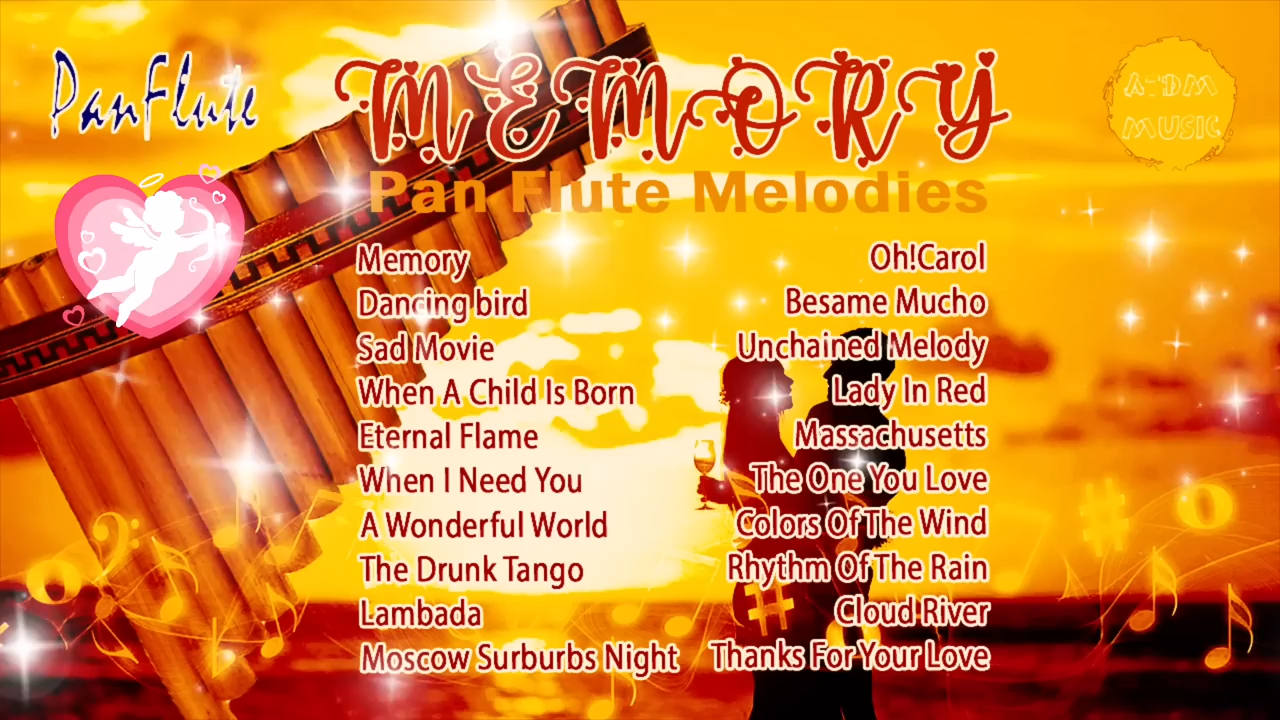 PanFlute
MEMORY
A-DM
MUSIC
Pan Flute Melodies
Memory
Dancing bird
Sad Movie
When A Child Is Born
Eternal Flame
When I Need You
A Wonderful World
The Drunk Tango
Lambada
Moscow Surburbs Night
Oh!Carol
Besame Mucho
Unchained Melody
Lady In Red
Massachusetts
The One You Love
Colors Of The Wind
Rhythm Of The Rain
Cloud River
Thanks For Your Love